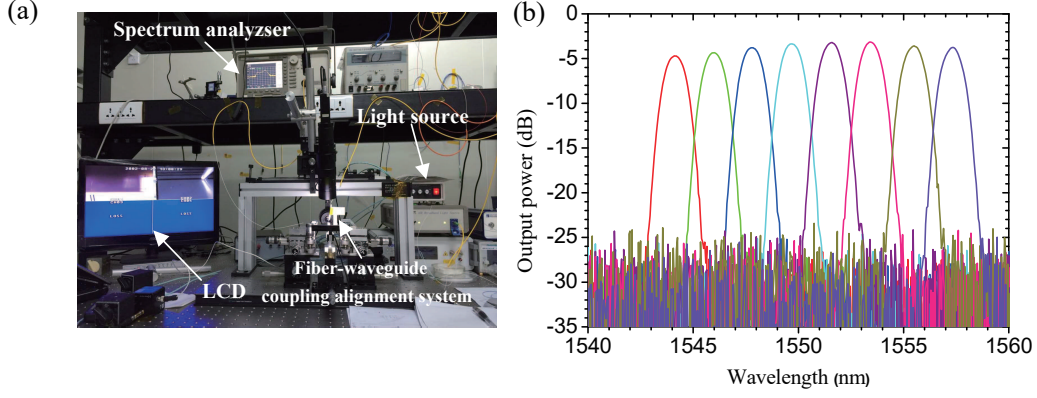 (a)
Spectrum analyzser
Light source
Fiber-waveguide
coupling alignment system
LCD
(b)
0
-5
-10
-15
-20
-25
-30
-35
Output power (dB)
1540
1545
1550
1555
1560
Wavelength (nm)